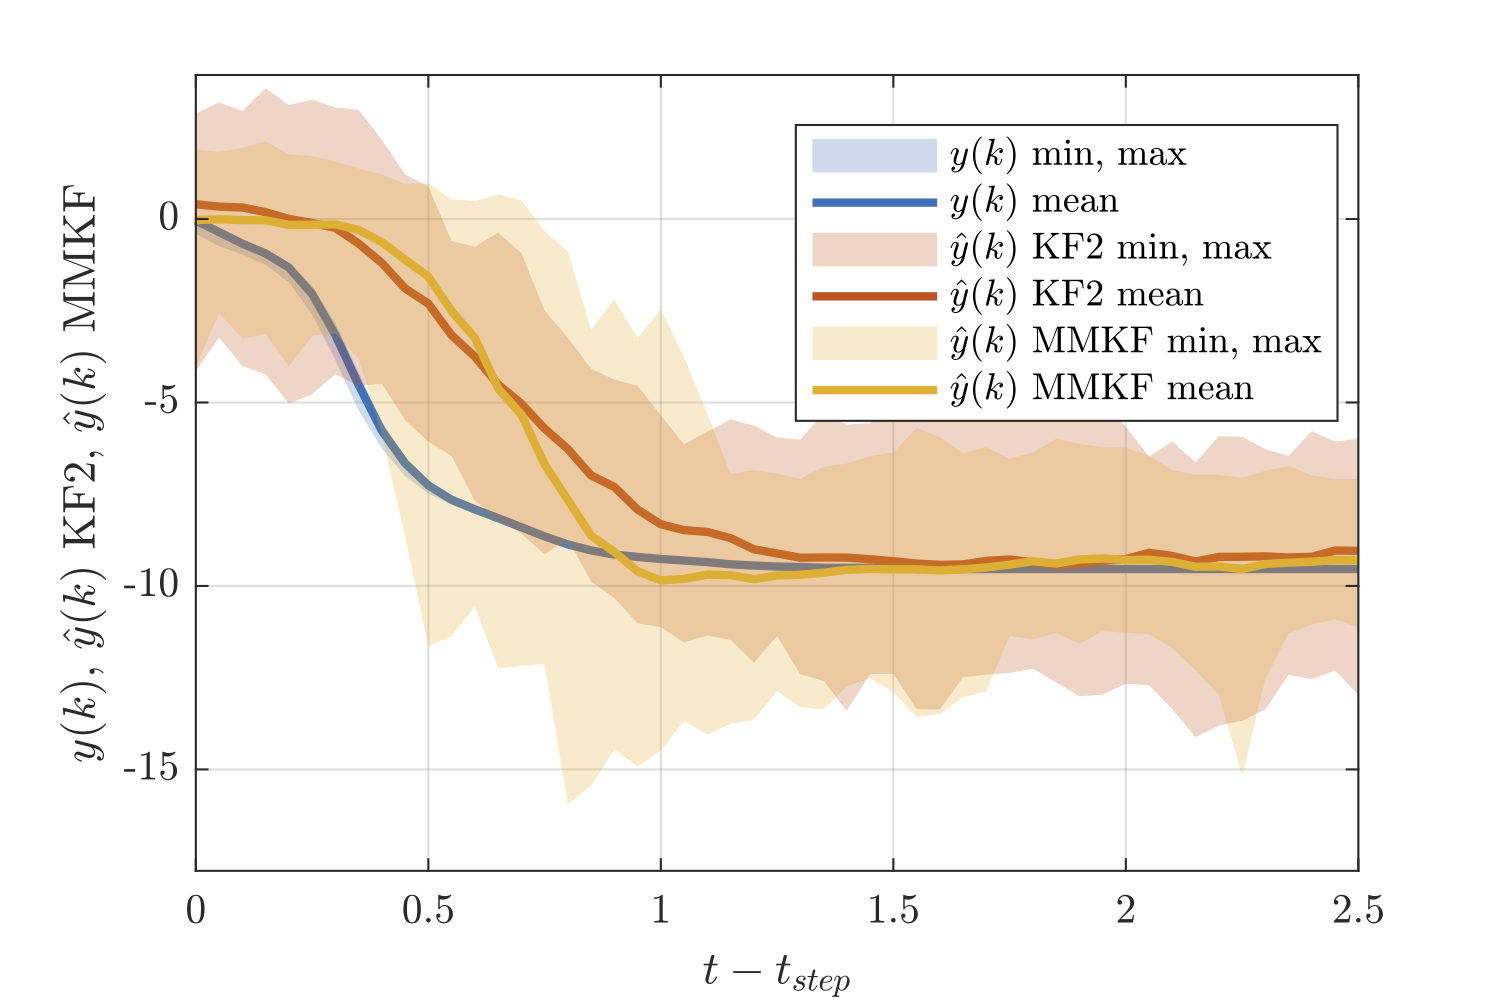 y(k) min, max
y(k) mean
ŷ(k) KF2 min, max
ŷ(k) KF2 mean
ŷ(k) MMKF min, max
ŷ(k) MMKF mean
y(k), ŷ(k) KF2, ŷ(k) MMKF
0
-5
-10
-15
0 0.5 1 1.5 2 2.5
t − t_step